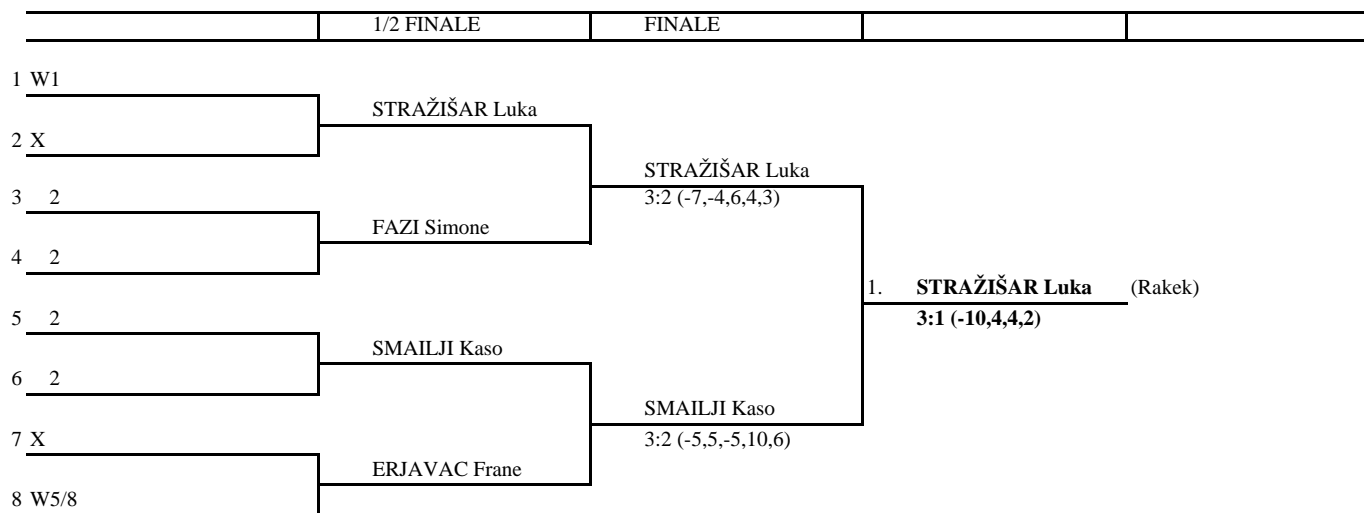 1/2 FINALE FINALE
1 W1
STRAŽIŠAR Luka
2 X
STRAŽIŠAR Luka
3 2
3:2 (-7,-4,6,4,3)
FAZI Simone
4 2
1. STRAŽIŠAR Luka (Rakek)
5 2
3:1 (-10,4,4,2)
SMAILJI Kaso
6 2
SMAILJI Kaso
7 X
3:2 (-5,5,-5,10,6)
ERJAVAC Frane
8 W5/8